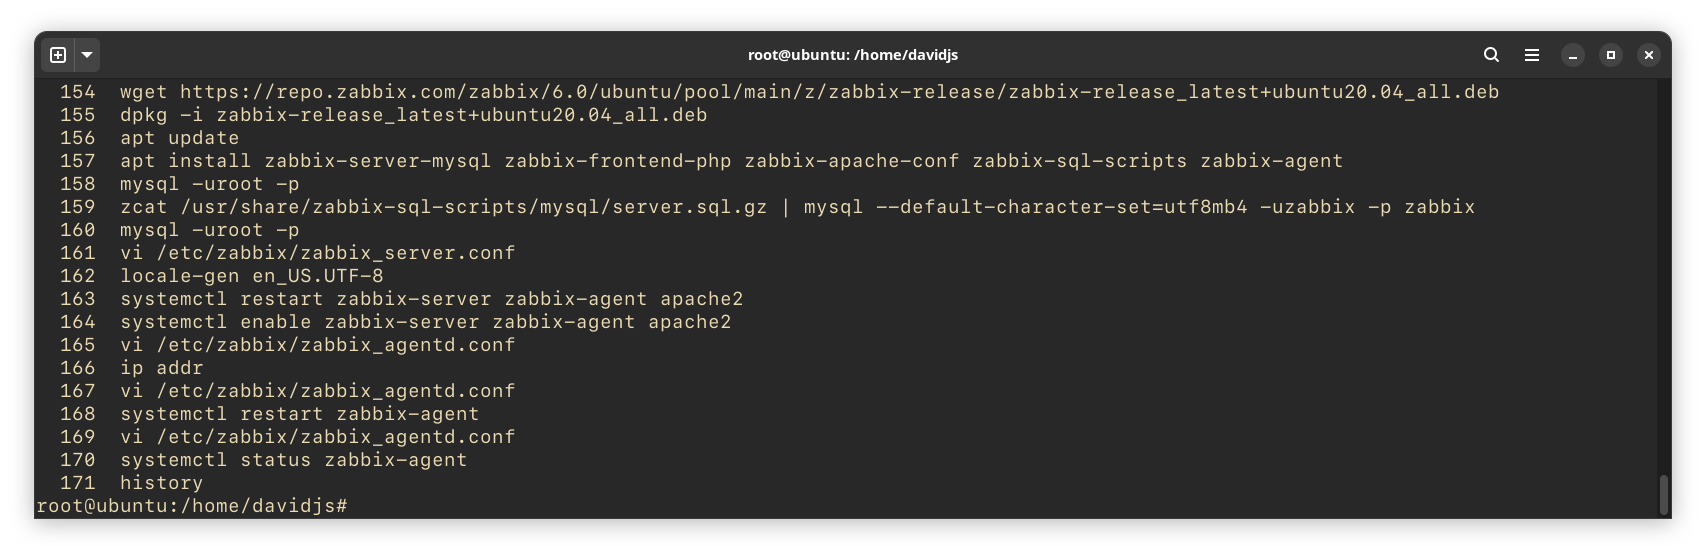 root@ubuntu: /home/davidjs
154 wget https://repo.zabbix.com/zabbix/6.0/ubuntu/pool/main/z/zabbix-release/zabbix-release_latest+ubuntu20.04_all.deb
155 dpkg -i zabbix-release_latest+ubuntu20.04_all.deb
156 apt update
157 apt install zabbix-server-mysql zabbix-frontend-php zabbix-apache-conf zabbix-sql-scripts zabbix-agent
158 mysql -uroot -p
159 zcat /usr/share/zabbix-sql-scripts/mysql/server.sql.gz | mysql --default-character-set=utf8mb4 -uzabbix -p zabbix
160 mysql -uroot -p
161 vi /etc/zabbix/zabbix_server.conf
162 locale-gen en_US.UTF-8
163 systemctl restart zabbix-server zabbix-agent apache2
164 systemctl enable zabbix-server zabbix-agent apache2
165 vi /etc/zabbix/zabbix_agentd.conf
166 ip addr
167 vi /etc/zabbix/zabbix_agentd.conf
168 systemctl restart zabbix-agent
169 vi /etc/zabbix/zabbix_agentd.conf
170 systemctl status zabbix-agent
171 history
root@ubuntu:/home/davidjs#